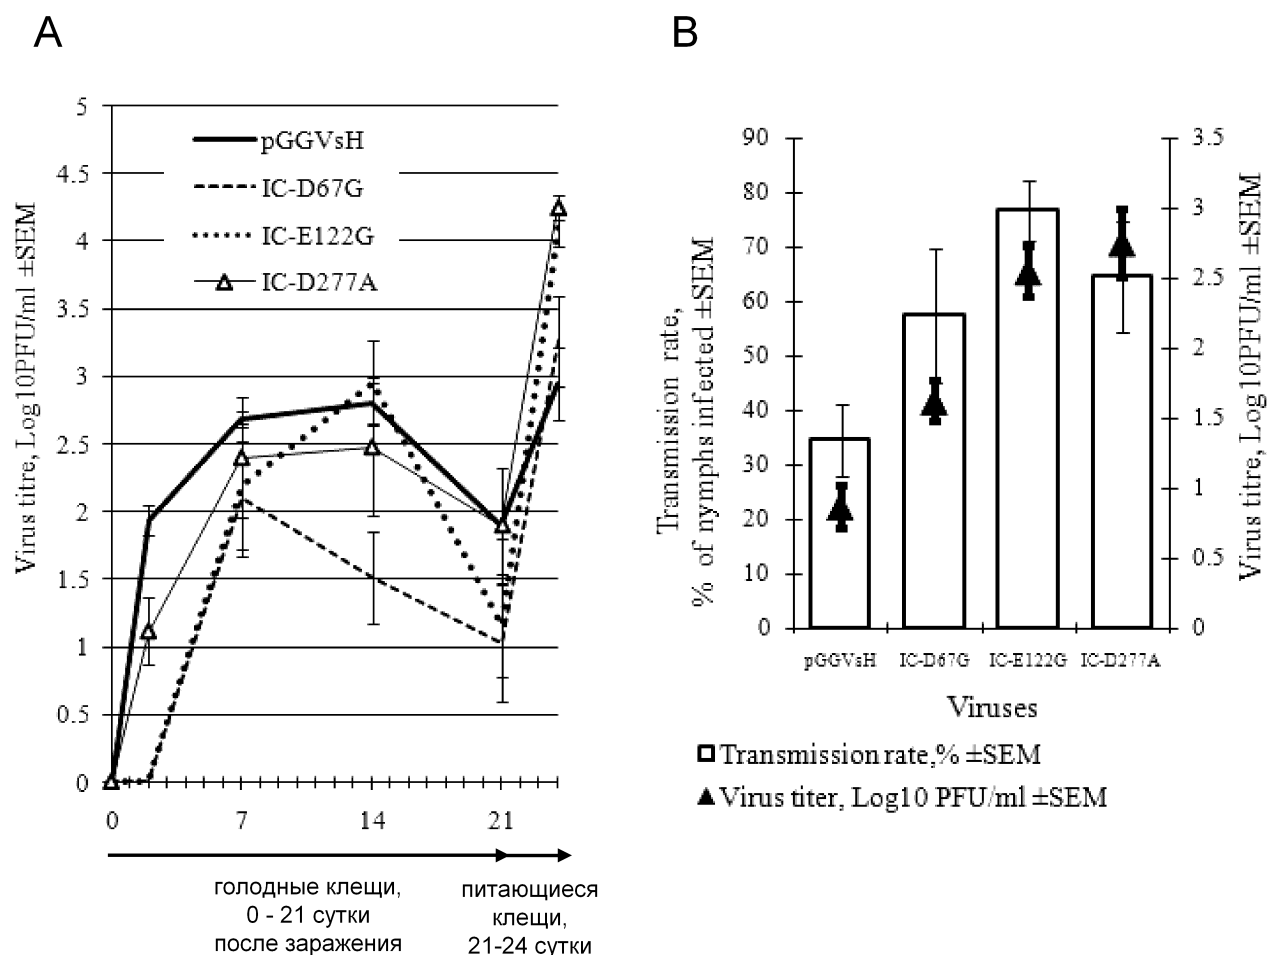 A
B
Virus titre, Log10PFU/ml ±SEM
5
4.5
4
3.5
3
2.5
2
1.5
1
0.5
0
pGGVsH
IC-D67G
IC-E122G
IC-D277A
0
7
14
21
голодные клещи,
0 - 21 сутки
после заражения
питающиеся
клещи,
21-24 сутки
Transmission rate,
% of nymphs infected ±SEM
90
80
70
60
50
40
30
20
10
0
3.5
3
2.5
2
1.5
1
0.5
0
Virus titre, Log10PFU/ml ±SEM
pGGVsH
IC-D67G
IC-E122G
IC-D277A
Viruses
Transmission rate,% ±SEM
Virus titer, Log10 PFU/ml ±SEM